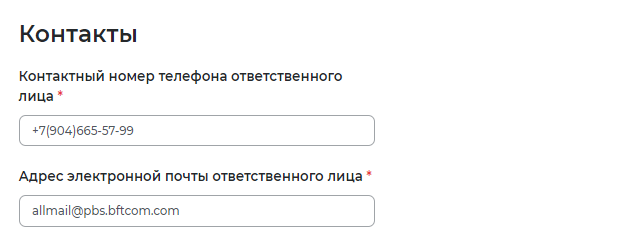 Контакты
Контактный номер телефона ответственного
лица *
+7(904)665-57-99
Адрес электронной почты ответственного лица *
allmail@pbs.bftcom.com